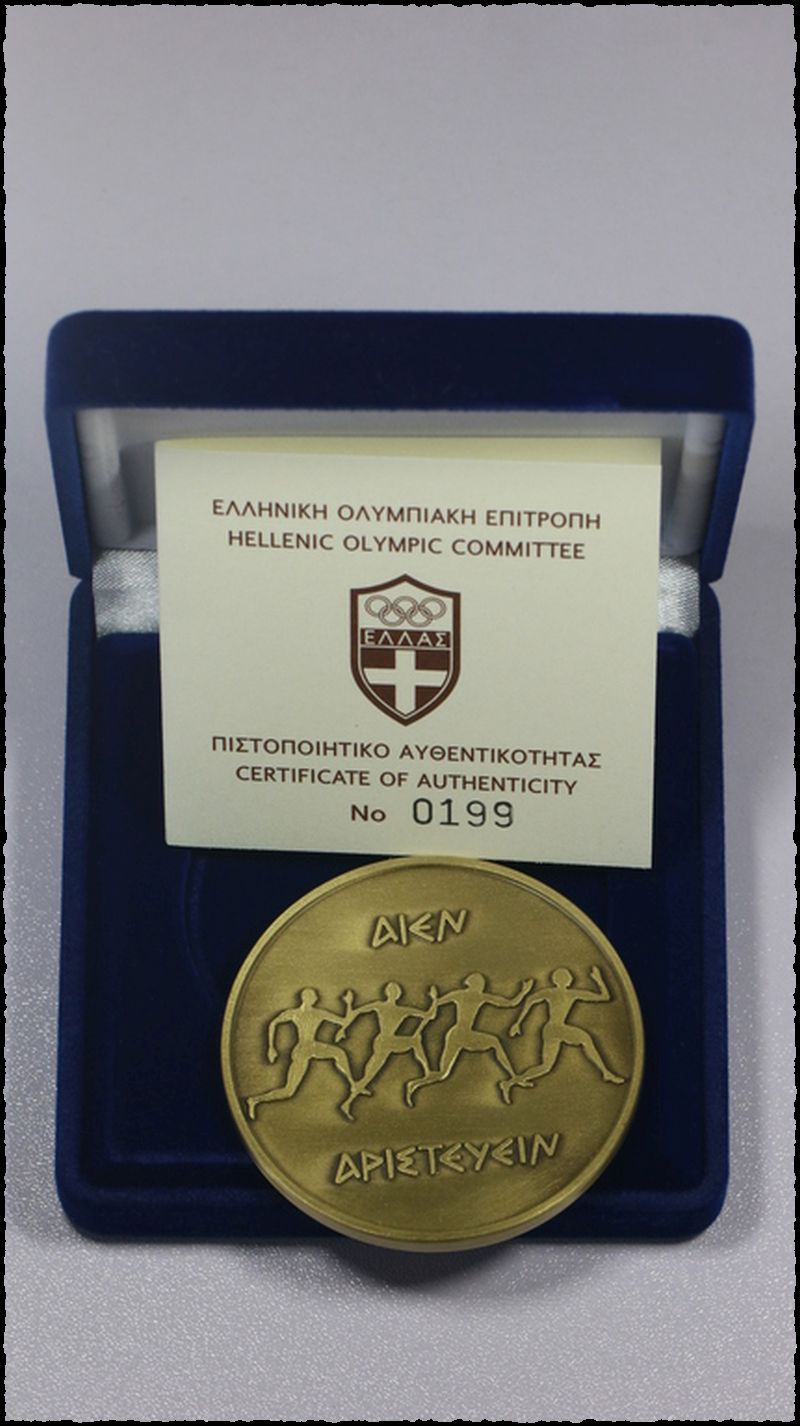 ΕΛΛΗΝΙΚΗ ΟΛΥΜΠΙΑΚΗ ΕΠΙΤΡΟΠΗ
HELLENIC OLYMPIC COMMITTEE
ΕΛΛΑΣ
ΠΙΣΤΟΠΟΙΗΤΙΚΟ ΑΥΘΕΝΤΙΚΟΤΗΤΑΣ
CERTIFICATE OF AUTHENTICITY
No 0199
ΑΙΕΝ
ΑΡΙΣΤΕΥΕΙΝ